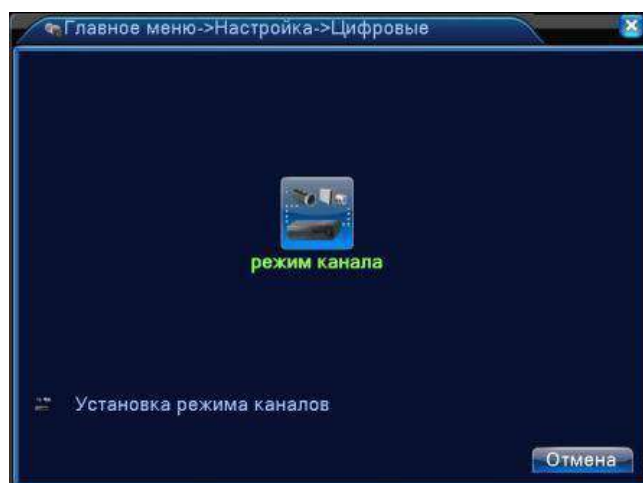 Главное меню->Настройка->Цифровые
режим канала
Установка режима каналов
Отмена